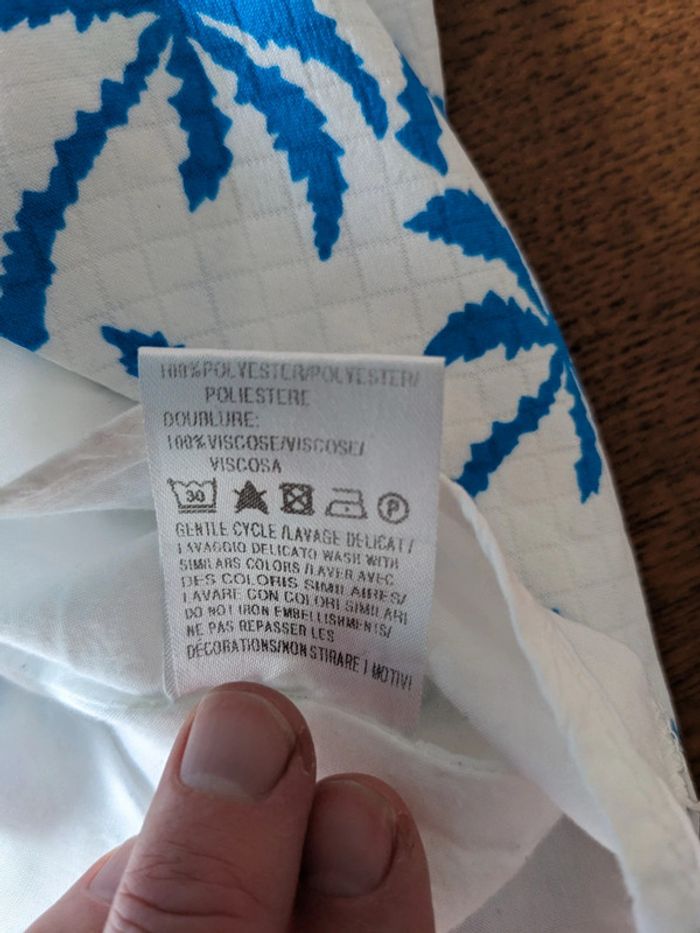 100%POLYESTER/POLYESTER/
POLIESTERE
DOUBLURE:
100%VISCOSE/VISCOSE/
VISCOSA
30
P
GENTLE CYCLE /LAVAGE DELICAT /
LAVAGGIO DELICATO WASH WITH
SIMILARS COLORS /LAVER AVEC
DES COLORIS SIMILAIRES/
LAVARE CON COLORI SIMILARI
DO NOT IRON EMBELLISHMENTS/
NE PAS REPASSER LES
DÉCORATIONS/NON STIRARE I MOTIVI